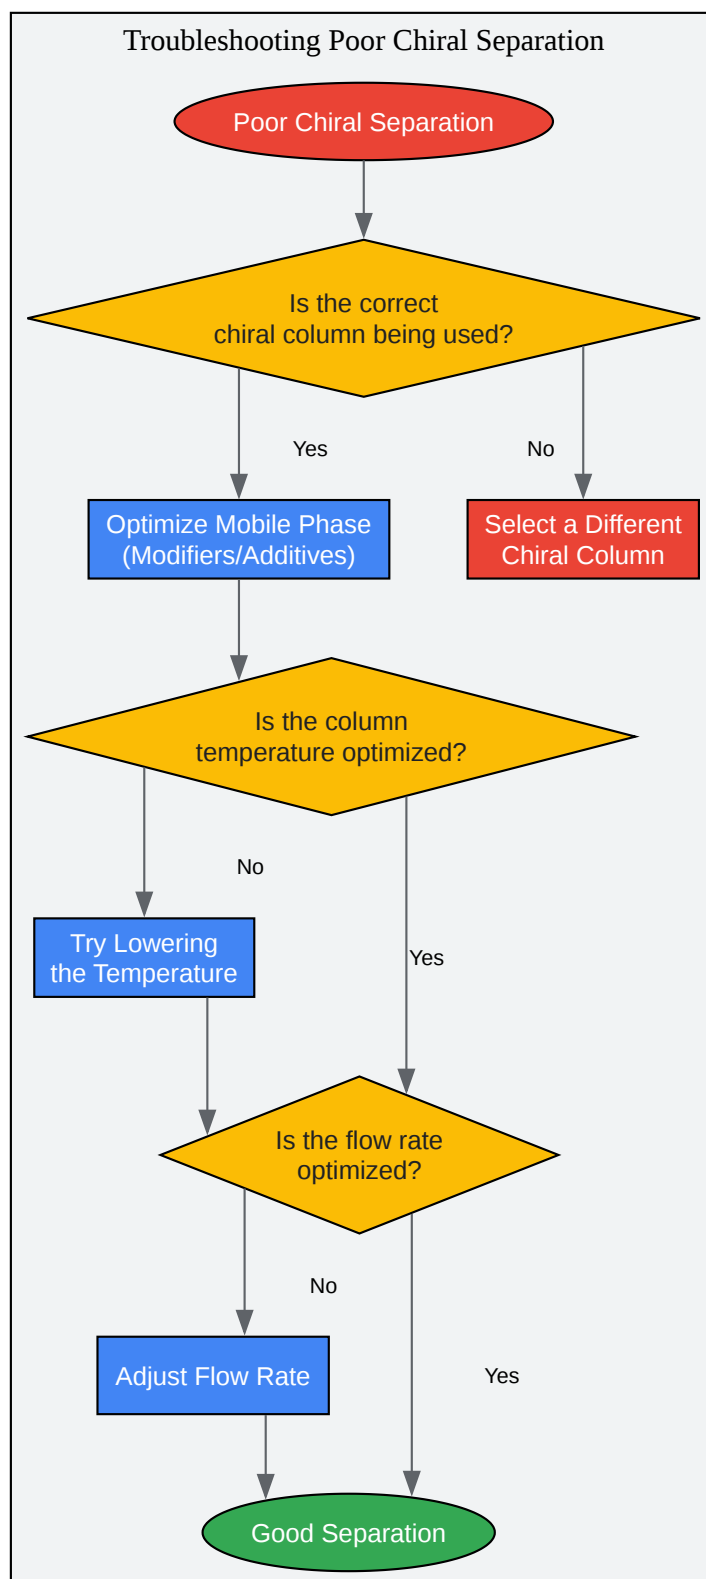 Troubleshooting Poor Chiral Separation
Poor Chiral Separation
Is the correct
chiral column being used?
Yes
No
Optimize Mobile Phase
(Modifiers/Additives)
Select a Different
Chiral Column
Is the column
temperature optimized?
No
Try Lowering
the Temperature
Yes
Is the flow rate
optimized?
No
Adjust Flow Rate
Yes
Good Separation